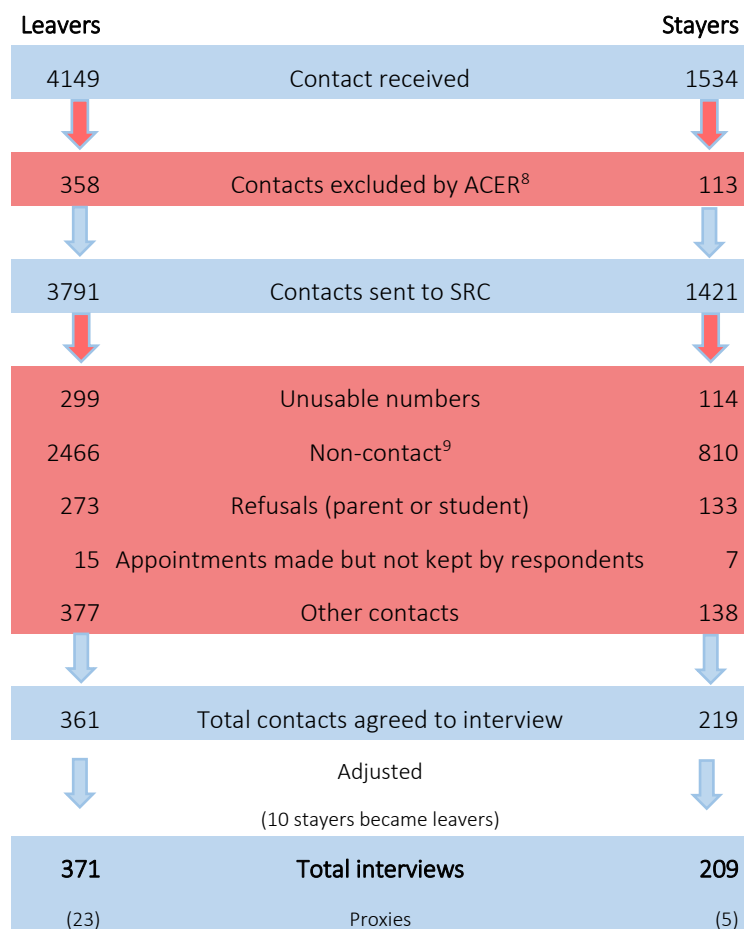 Leavers Stayers
4149 Contact received 1534
358 Contacts excluded by ACER⁸ 113
3791 Contacts sent to SRC 1421
299 Unusable numbers 114
2466 Non-contact⁹ 810
273 Refusals (parent or student) 133
15 Appointments made but not kept by respondents 7
377 Other contacts 138
361 Total contacts agreed to interview 219
Adjusted
(10 stayers became leavers)
371 Total interviews 209
(23) Proxies (5)